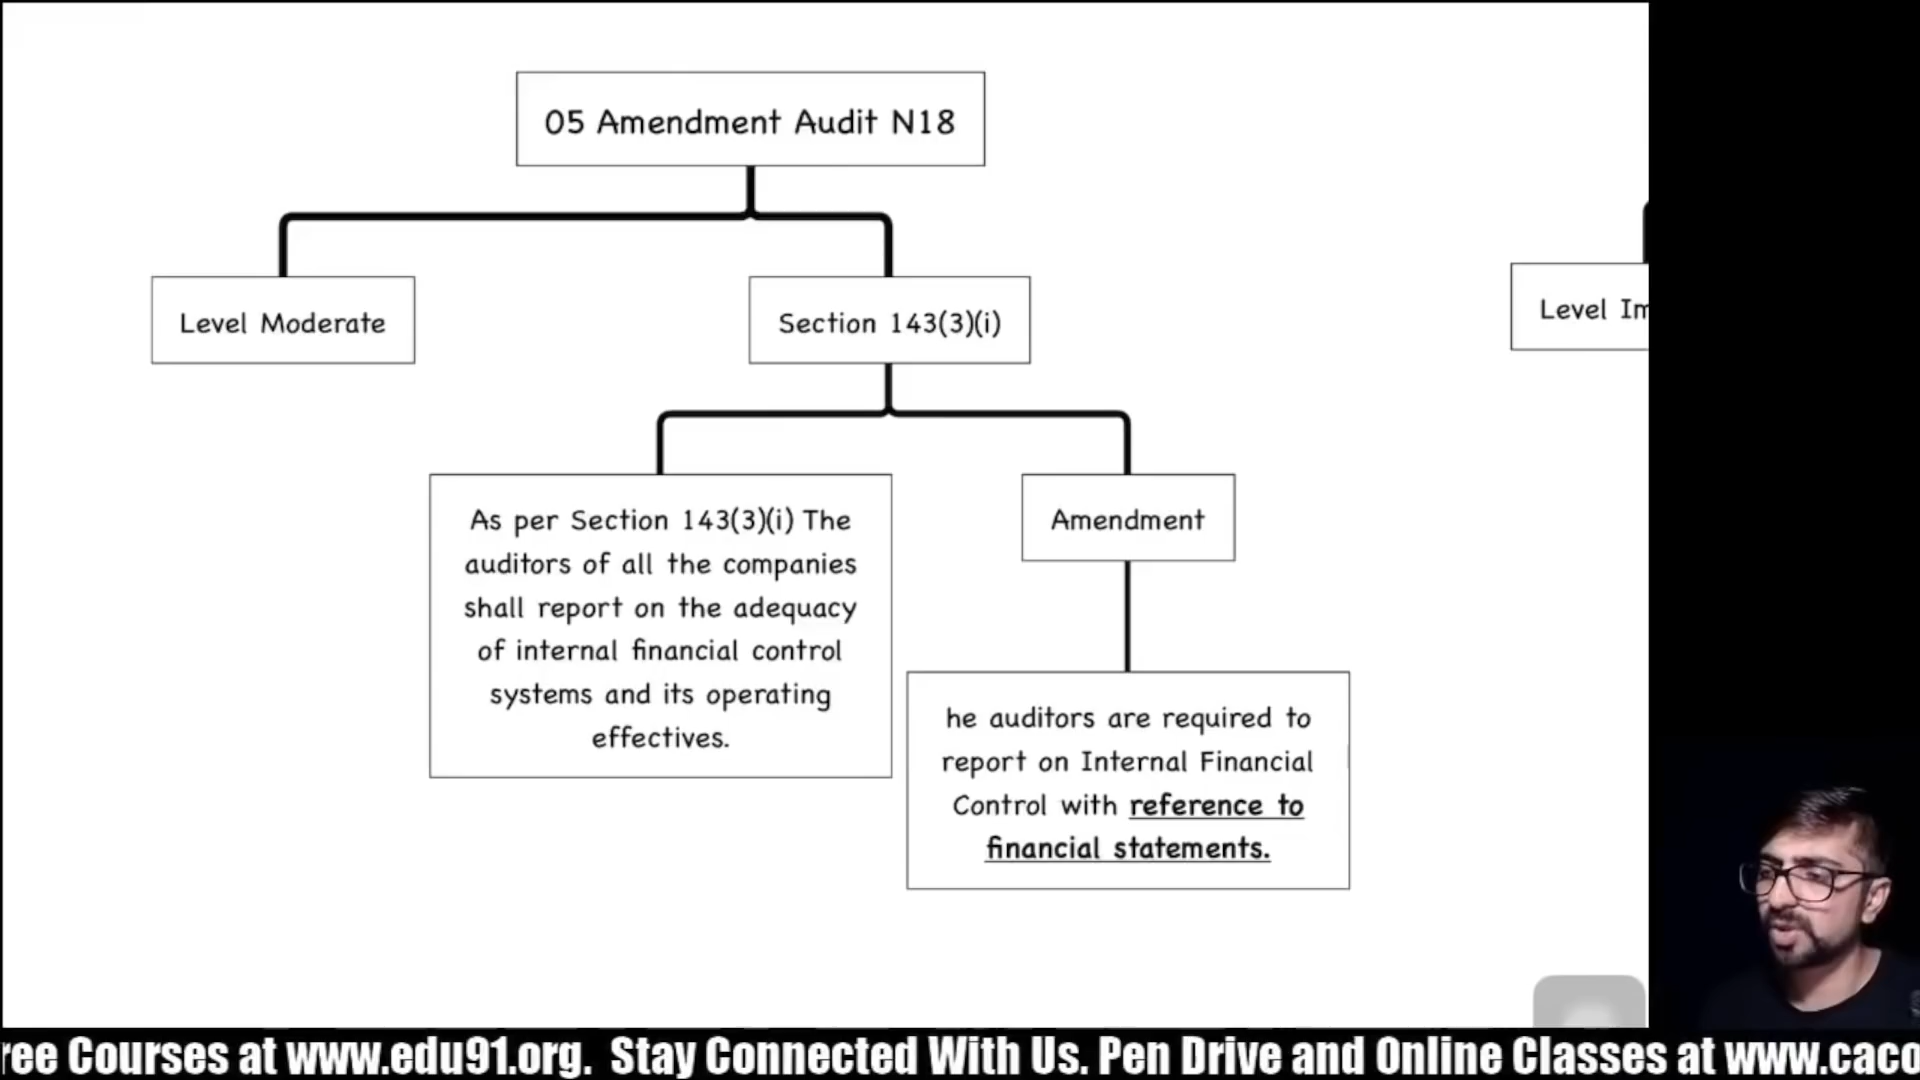 05 Amendment Audit N18
Level Moderate
Section 143(3)(i)
Level
As per Section 143(3)(i) The
auditors of all the companies
shall report on the adequacy
of internal financial control
systems and its operating
effectives.
Amendment
he auditors are required to
report on Internal Financial
Control with reference to
financial statements.
ree Courses at www.edu91.org. Stay Connected With Us. Pen Drive and Online Classes at www.caco